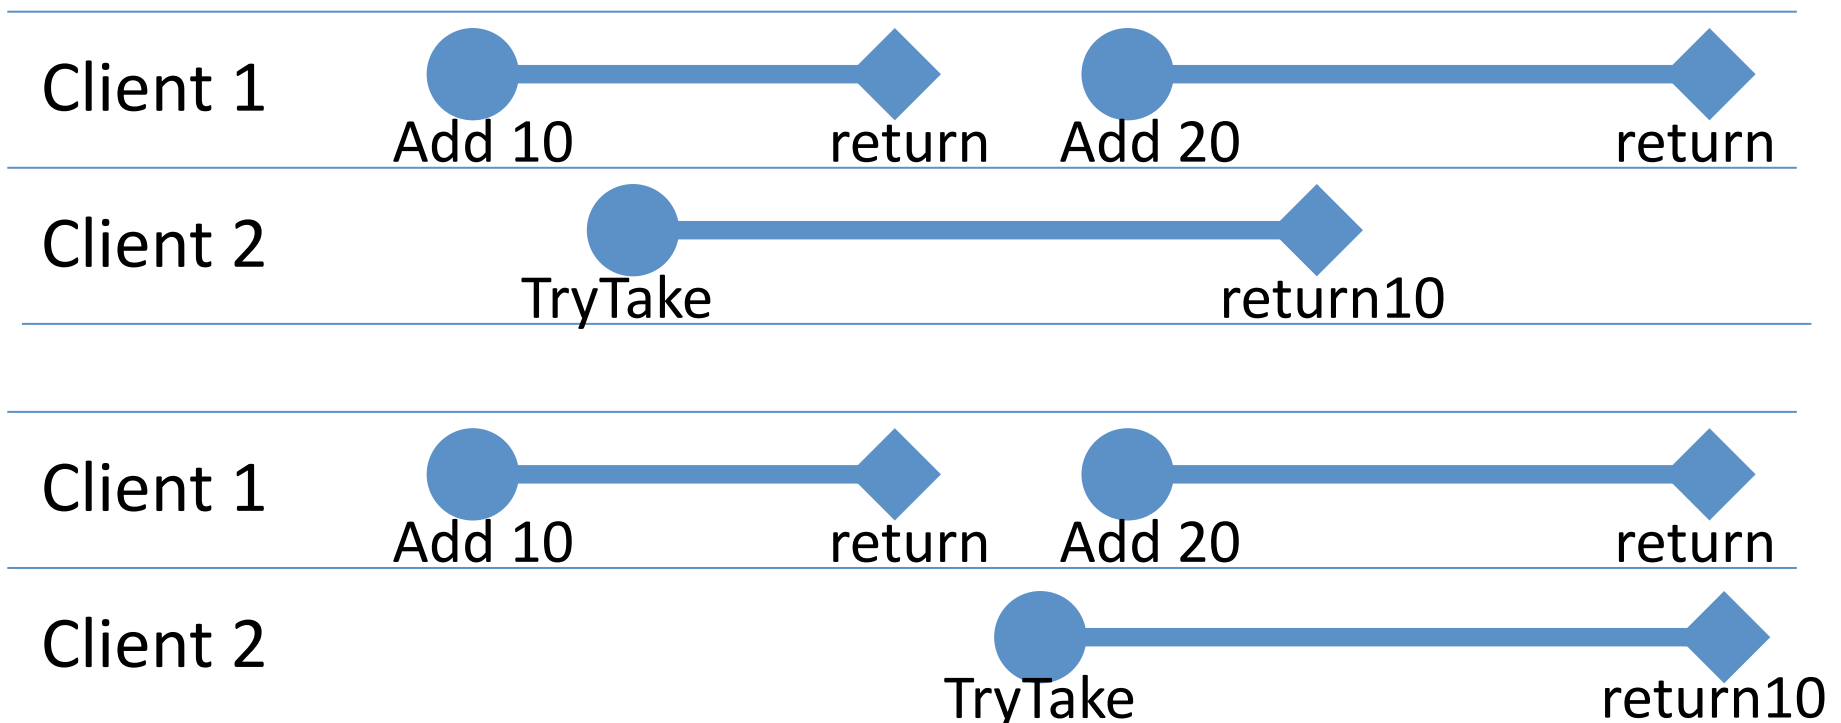 Client 1
Add 10 return Add 20 return
Client 2
TryTake return10
Client 1
Add 10 return Add 20 return
Client 2
TryTake return10